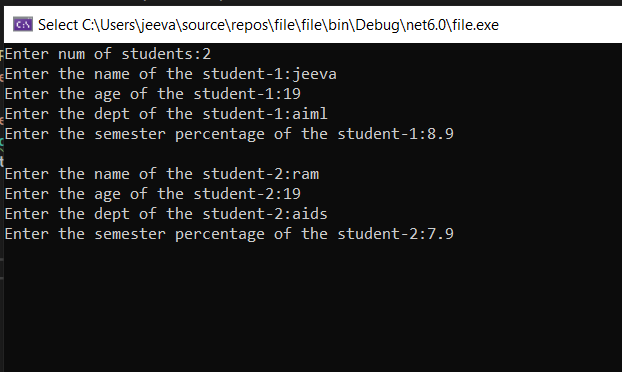 Select C:\Users\jeeva\source\repos\file\file\bin\Debug\net6.0\file.exe
Enter num of students:2
Enter the name of the student-1:jeeva
Enter the age of the student-1:19
Enter the dept of the student-1:aiml
Enter the semester percentage of the student-1:8.9
Enter the name of the student-2:ram
Enter the age of the student-2:19
Enter the dept of the student-2:aids
Enter the semester percentage of the student-2:7.9